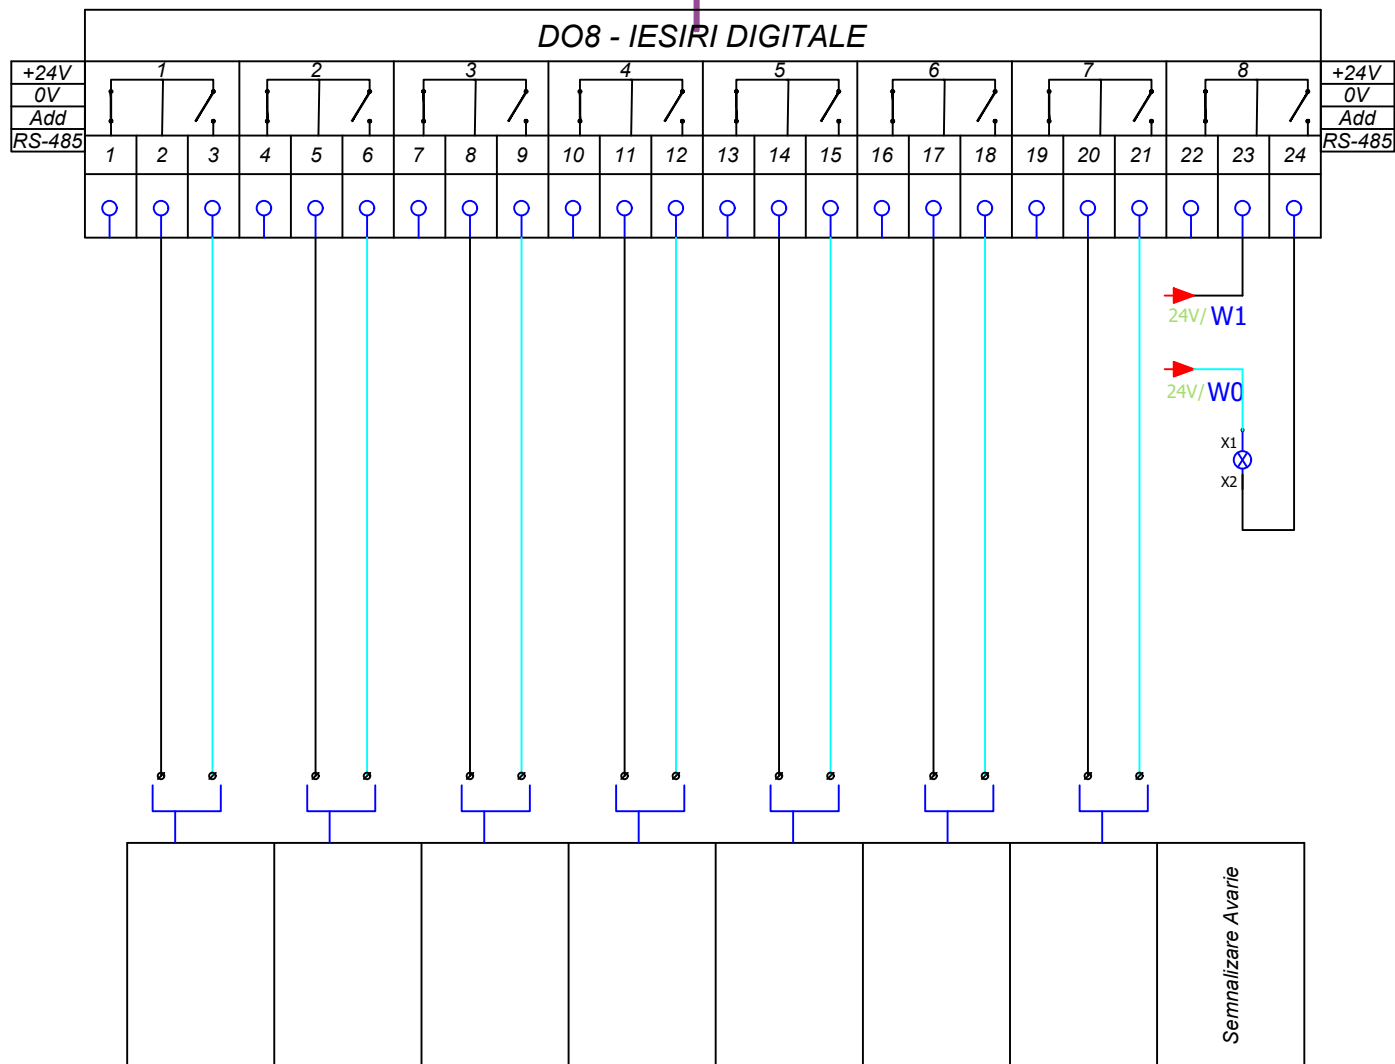 DO8 - IESIRI DIGITALE
+24V 1 2 3 4 5 6 7 8 +24V
0V 0V
Add Add
RS-485 RS-485
1 2 3 4 5 6 7 8 9 10 11 12 13 14 15 16 17 18 19 20 21 22 23 24
24V/ W1
24V/ W0
X1
X2
Semnalizare Avarie